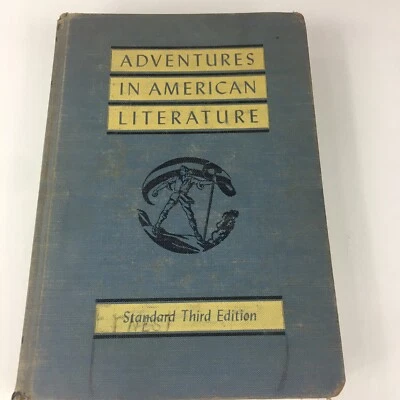 ADVENTURES
IN AMERICAN
LITERATURE
Standard Third Edition